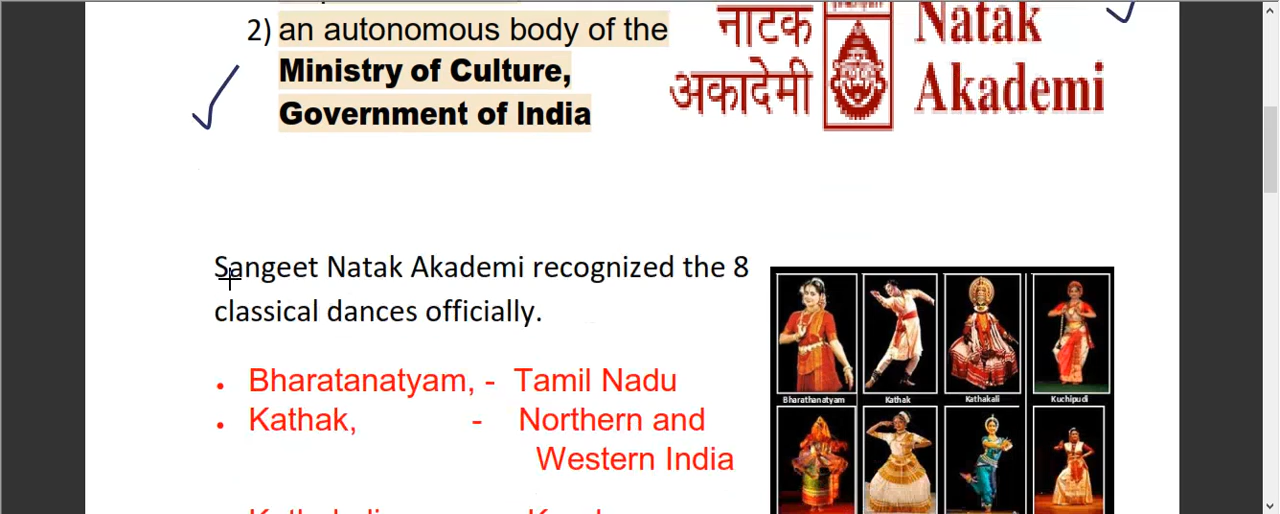 2) an autonomous body of the
Ministry of Culture,
Government of India
नाटक
अकादेमी
Natak
Akademi
Sangeet Natak Akademi recognized the 8
classical dances officially.
• Bharatanatyam, - Tamil Nadu
• Kathak, - Northern and
Western India
Bharathanatyam
Kathak
Kathakali
Kuchipudi